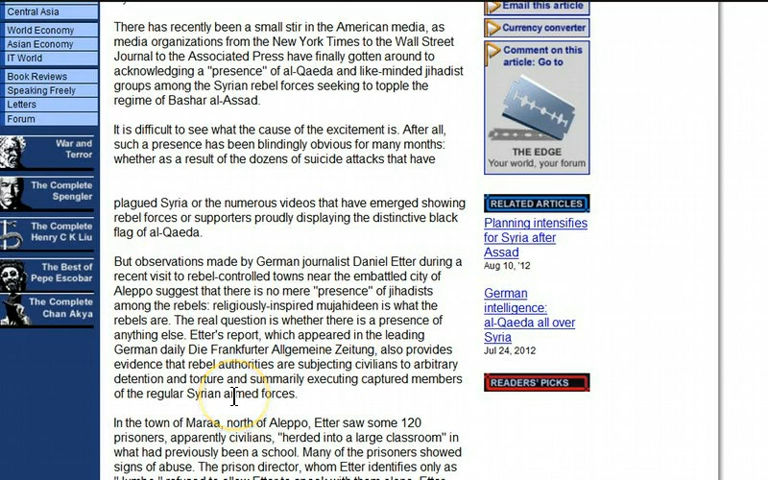 Central Asia
World Economy
Asian Economy
IT World
Book Reviews
Speaking Freely
Letters
Forum
War and
Terror
The Complete
Spengler
The Complete
Henry C K Liu
The Best of
Pepe Escobar
The Complete
Chan Akya
There has recently been a small stir in the American media, as
media organizations from the New York Times to the Wall Street
Journal to the Associated Press have finally gotten around to
acknowledging a "presence" of al-Qaeda and like-minded jihadist
groups among the Syrian rebel forces seeking to topple the
regime of Bashar al-Assad.
It is difficult to see what the cause of the excitement is. After all,
such a presence has been blindingly obvious for many months:
whether as a result of the dozens of suicide attacks that have
plagued Syria or the numerous videos that have emerged showing
rebel forces or supporters proudly displaying the distinctive black
flag of al-Qaeda.
But observations made by German journalist Daniel Etter during a
recent visit to rebel-controlled towns near the embattled city of
Aleppo suggest that there is no mere "presence" of jihadists
among the rebels: religiously-inspired mujahideen is what the
rebels are. The real question is whether there is a presence of
anything else. Etter's report, which appeared in the leading
German daily Die Frankfurter Allgemeine Zeitung, also provides
evidence that rebel authorities are subjecting civilians to arbitrary
detention and torture and summarily executing captured members
of the regular Syrian armed forces.
In the town of Maraa, north of Aleppo, Etter saw some 120
prisoners, apparently civilians, "herded into a large classroom" in
what had previously been a school. Many of the prisoners showed
signs of abuse. The prison director, whom Etter identifies only as
Email this article
Currency converter
Comment on this
article: Go to
THE EDGE
Your world, your forum
RELATED ARTICLES
Planning intensifies
for Syria after
Assad
Aug 10, '12
German
intelligence:
al-Qaeda all over
Syria
Jul 24, 2012
READERS' PICKS